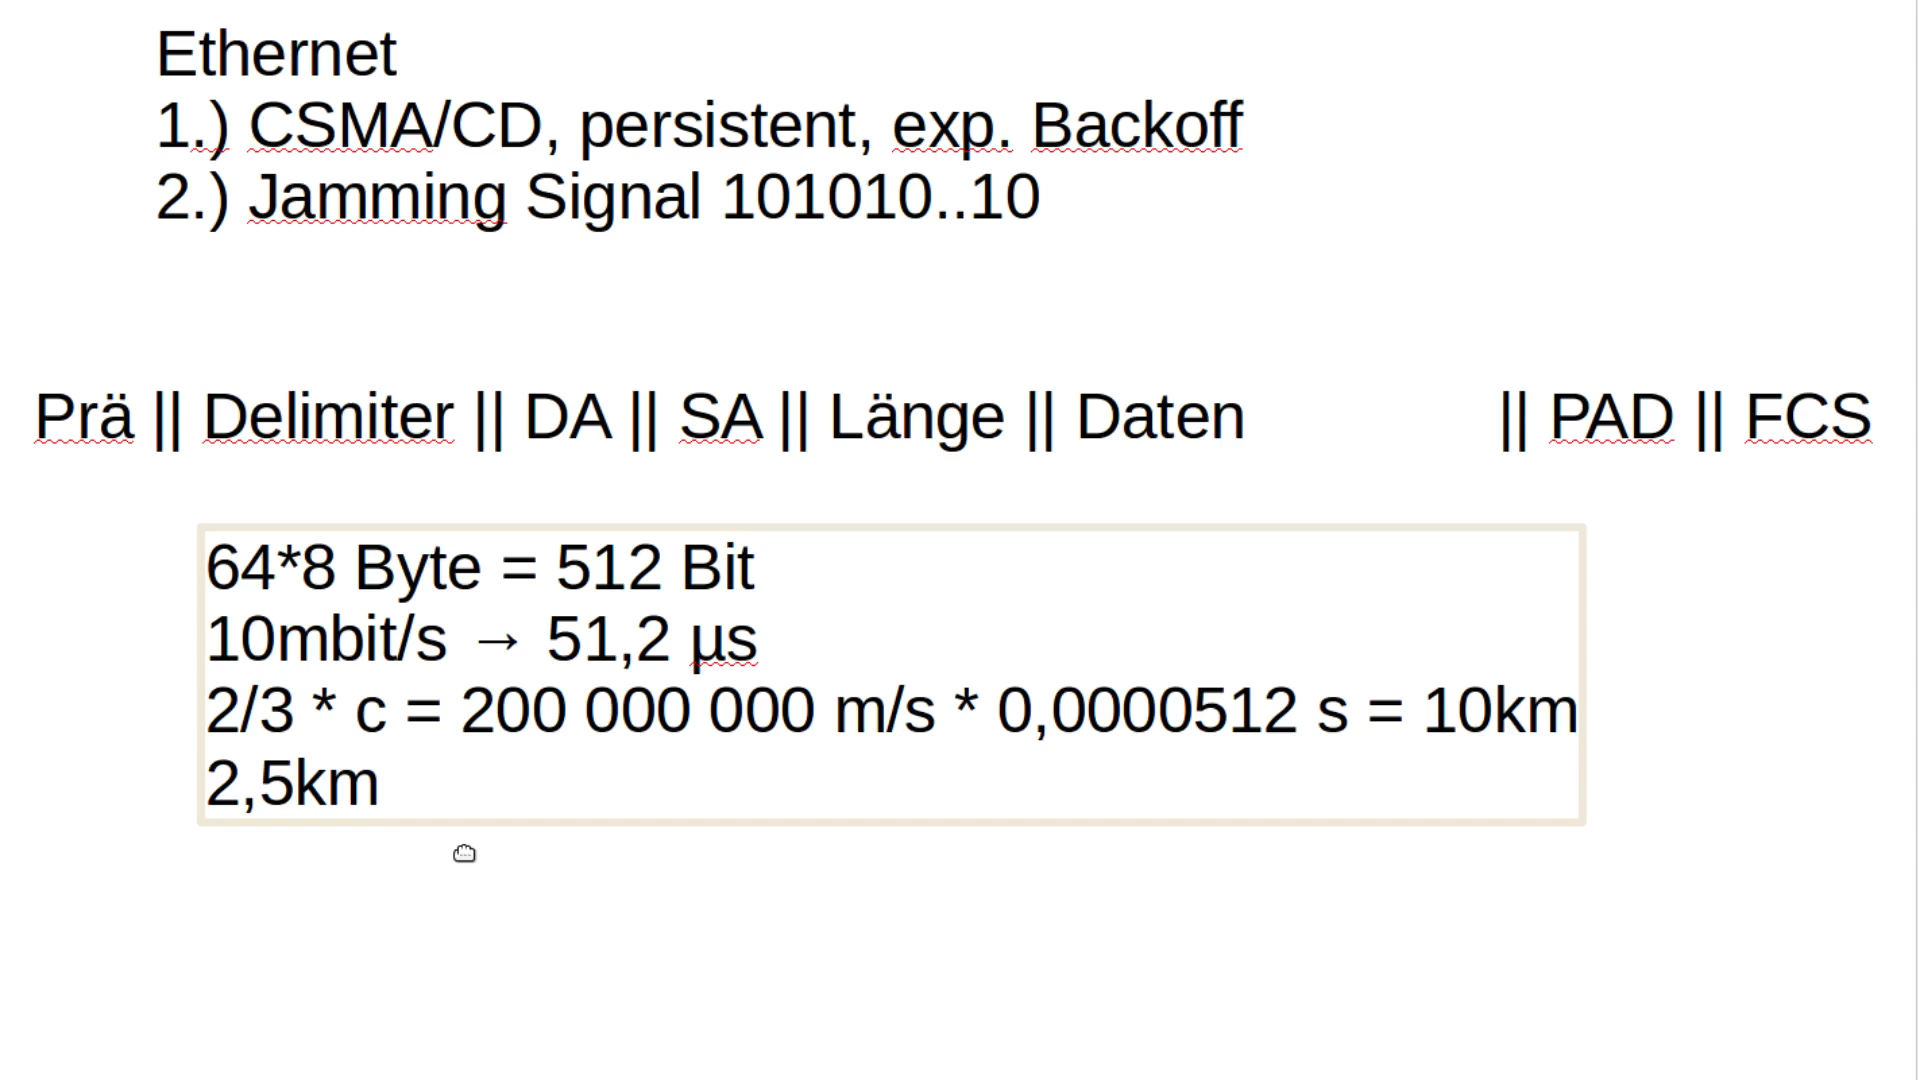 Ethernet
1.) CSMA/CD, persistent, exp. Backoff
2.) Jamming Signal 101010..10
Prä || Delimiter || DA || SA || Länge || Daten || PAD || FCS
64*8 Byte = 512 Bit
10mbit/s → 51,2 µs
2/3 * c = 200 000 000 m/s * 0,0000512 s = 10km
2,5km